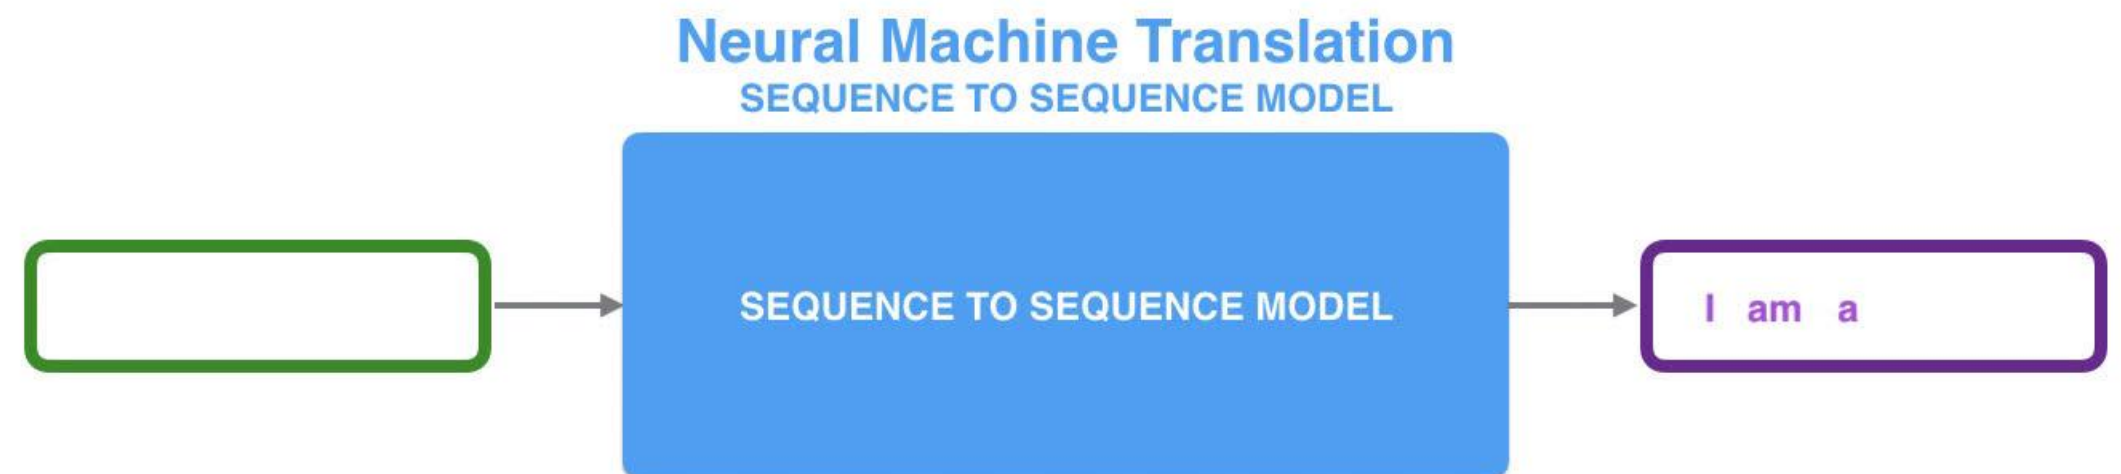 Neural Machine Translation
SEQUENCE TO SEQUENCE MODEL
SEQUENCE TO SEQUENCE MODEL
I am a